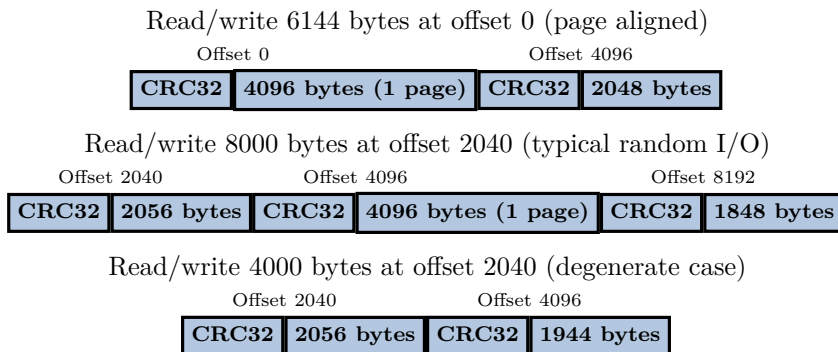 Read/write 6144 bytes at offset 0 (page aligned)
Offset 0 Offset 4096
CRC32 4096 bytes (1 page) CRC32 2048 bytes
Read/write 8000 bytes at offset 2040 (typical random I/O)
Offset 2040 Offset 4096 Offset 8192
CRC32 2056 bytes CRC32 4096 bytes (1 page) CRC32 1848 bytes
Read/write 4000 bytes at offset 2040 (degenerate case)
Offset 2040 Offset 4096
CRC32 2056 bytes CRC32 1944 bytes